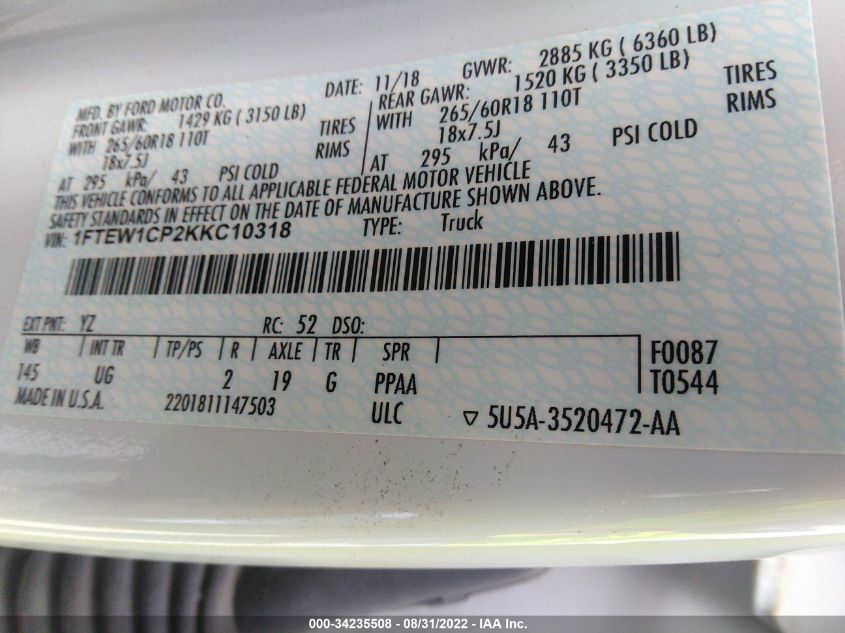 MFD. BY FORD MOTOR CO. DATE: 11/18 GVWR: 2885 KG ( 6360 LB)
FRONT GAWR: 1429 KG ( 3150 LB) REAR GAWR: 1520 KG ( 3350 LB)
WITH 265/60R18 110T TIRES WITH 265/60R18 110T TIRES
18x7.5J RIMS 18x7.5J RIMS
AT 295 kPa/ 43 PSI COLD AT 295 kPa/ 43 PSI COLD
THIS VEHICLE CONFORMS TO ALL APPLICABLE FEDERAL MOTOR VEHICLE
SAFETY STANDARDS IN EFFECT ON THE DATE OF MANUFACTURE SHOWN ABOVE.
VIN: 1FTEW1CP2KKC10318 TYPE: Truck
EXT PNT: YZ RC: 52 DSO:
WB INT TR TP/PS R AXLE TR SPR F0087
145 UG 2 19 G PPAA T0544
MADE IN U.S.A. 2201811147503 ULC ▽ 5U5A-3520472-AA
000-34235508 - 08/31/2022 - IAA Inc.